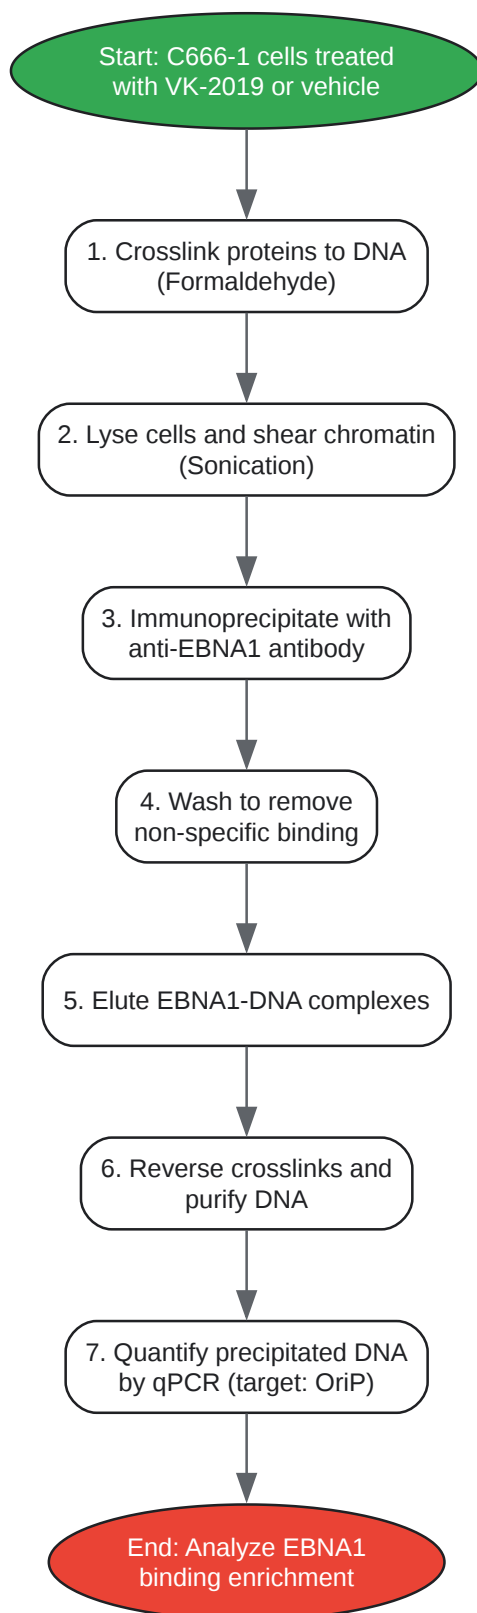 Start: C666-1 cells treated
with VK-2019 or vehicle
1. Crosslink proteins to DNA
(Formaldehyde)
2. Lyse cells and shear chromatin
(Sonication)
3. Immunoprecipitate with
anti-EBNA1 antibody
4. Wash to remove
non-specific binding
5. Elute EBNA1-DNA complexes
6. Reverse crosslinks and
purify DNA
7. Quantify precipitated DNA
by qPCR (target: OriP)
End: Analyze EBNA1
binding enrichment